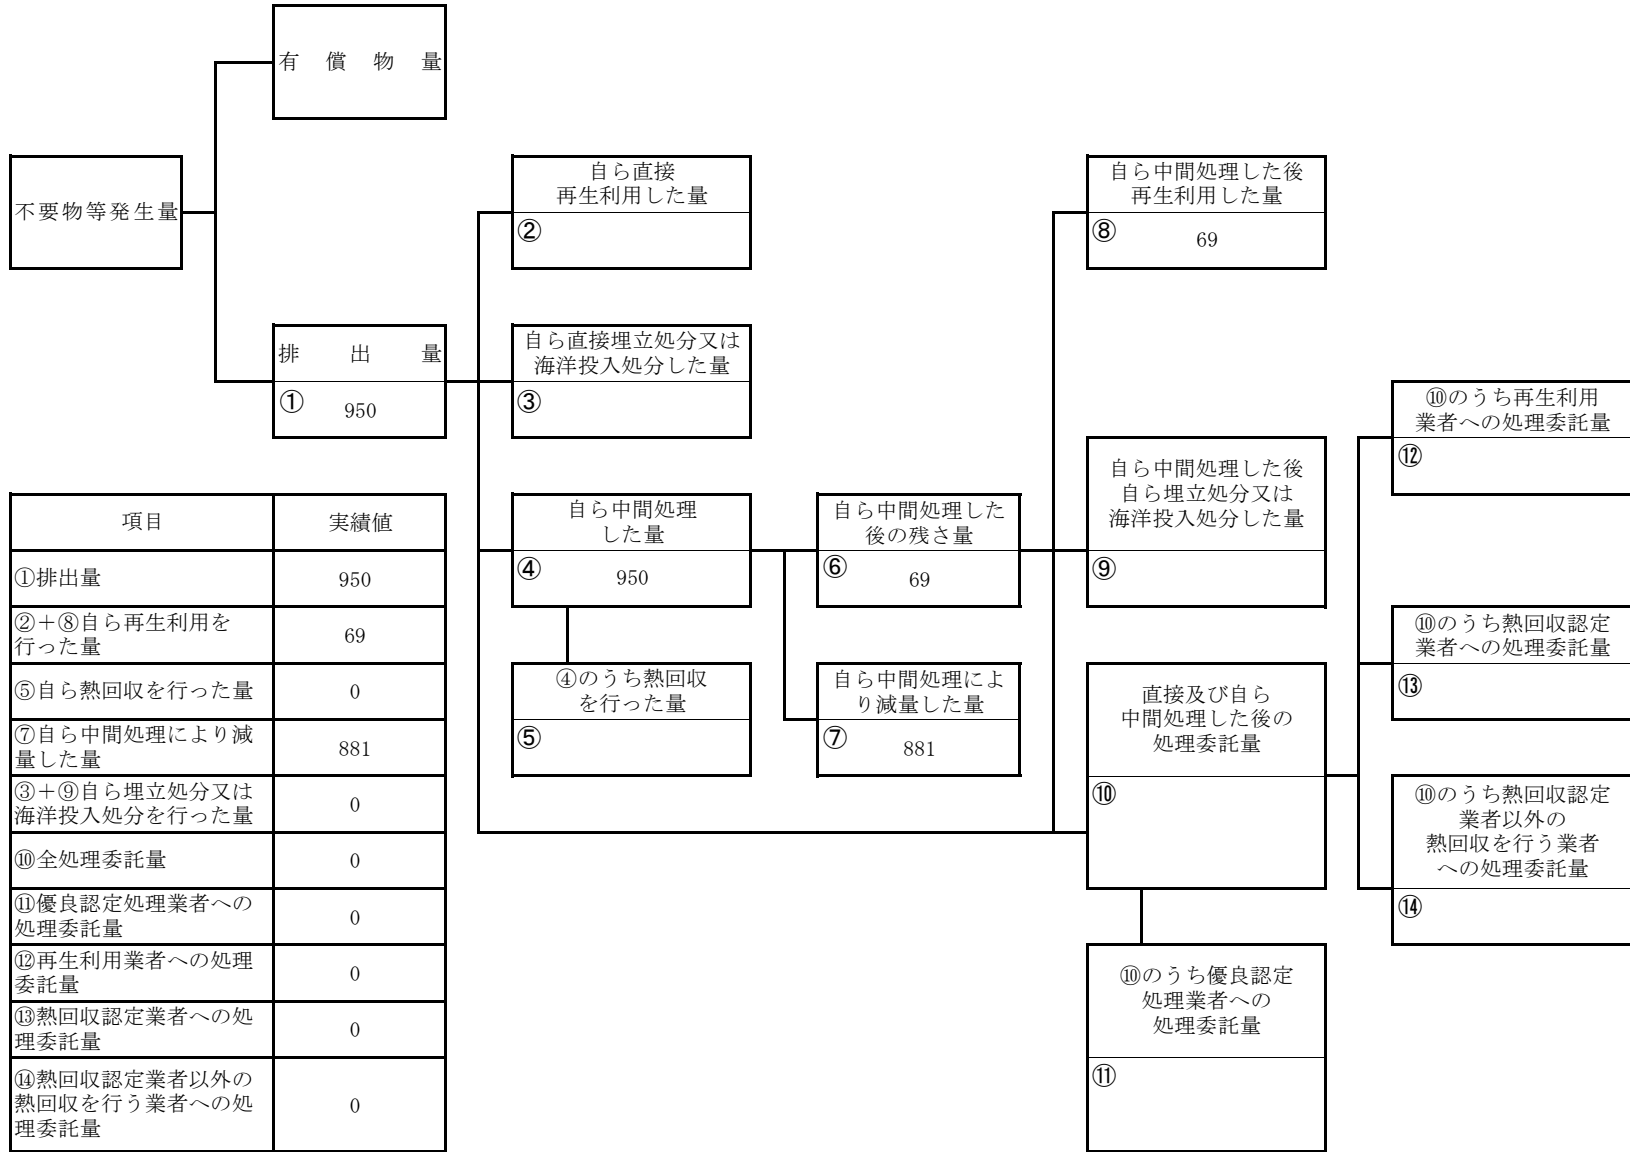 有償物量
不要物等発生量
自ら直接
再生利用した量
②
自ら中間処理した後
再生利用した量
⑧ 69
排出量
① 950
自ら直接埋立処分又は
海洋投入処分した量
③
⑩のうち再生利用
業者への処理委託量
⑫
自ら中間処理
した量
④ 950
自ら中間処理した
後の残さ量
⑥ 69
自ら中間処理した後
自ら埋立処分又は
海洋投入処分した量
⑨
④のうち熱回収
を行った量
⑤
自ら中間処理によ
り減量した量
⑦ 881
直接及び自ら
中間処理した後の
処理委託量
⑩
⑩のうち熱回収認定
業者への処理委託量
⑬
⑩のうち熱回収認定
業者以外の
熱回収を行う業者
への処理委託量
⑭
⑩のうち優良認定
処理業者への
処理委託量
⑪
項目 実績値
①排出量 950
②+⑧自ら再生利用を
行った量 69
⑤自ら熱回収を行った量 0
⑦自ら中間処理により減
量した量 881
③+⑨自ら埋立処分又は
海洋投入処分を行った量 0
⑩全処理委託量 0
⑪優良認定処理業者への
処理委託量 0
⑫再生利用業者への処理
委託量 0
⑬熱回収認定業者への処
理委託量 0
⑭熱回収認定業者以外の
熱回収を行う業者への処
理委託量 0